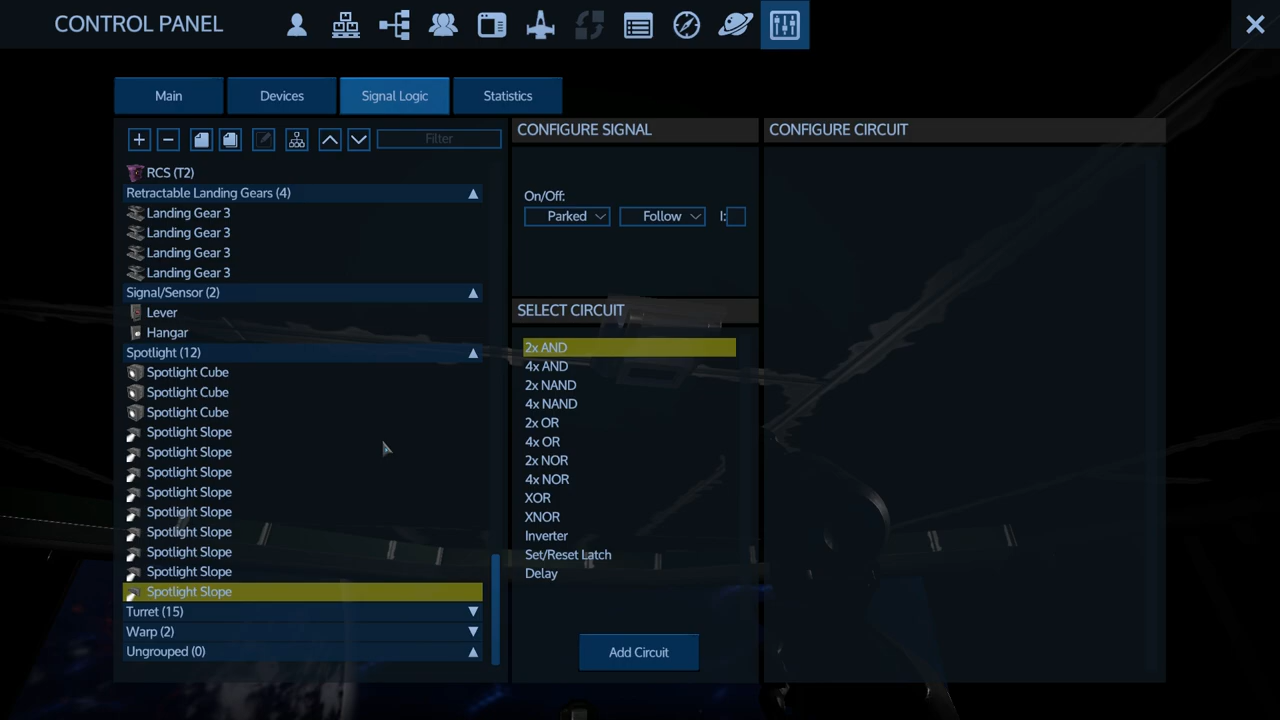 CONTROL PANEL
Main
Devices
Signal Logic
Statistics
Filter
RCS (T2)
Retractable Landing Gears (4)
Landing Gear 3
Landing Gear 3
Landing Gear 3
Landing Gear 3
Signal/Sensor (2)
Lever
Hangar
Spotlight (12)
Spotlight Cube
Spotlight Cube
Spotlight Cube
Spotlight Slope
Spotlight Slope
Spotlight Slope
Spotlight Slope
Spotlight Slope
Spotlight Slope
Spotlight Slope
Spotlight Slope
Spotlight Slope
Turret (15)
Warp (2)
Ungrouped (0)
CONFIGURE SIGNAL
On/Off:
Parked
Follow
I:
SELECT CIRCUIT
2x AND
4x AND
2x NAND
4x NAND
2x OR
4x OR
2x NOR
4x NOR
XOR
XNOR
Inverter
Set/Reset Latch
Delay
Add Circuit
CONFIGURE CIRCUIT